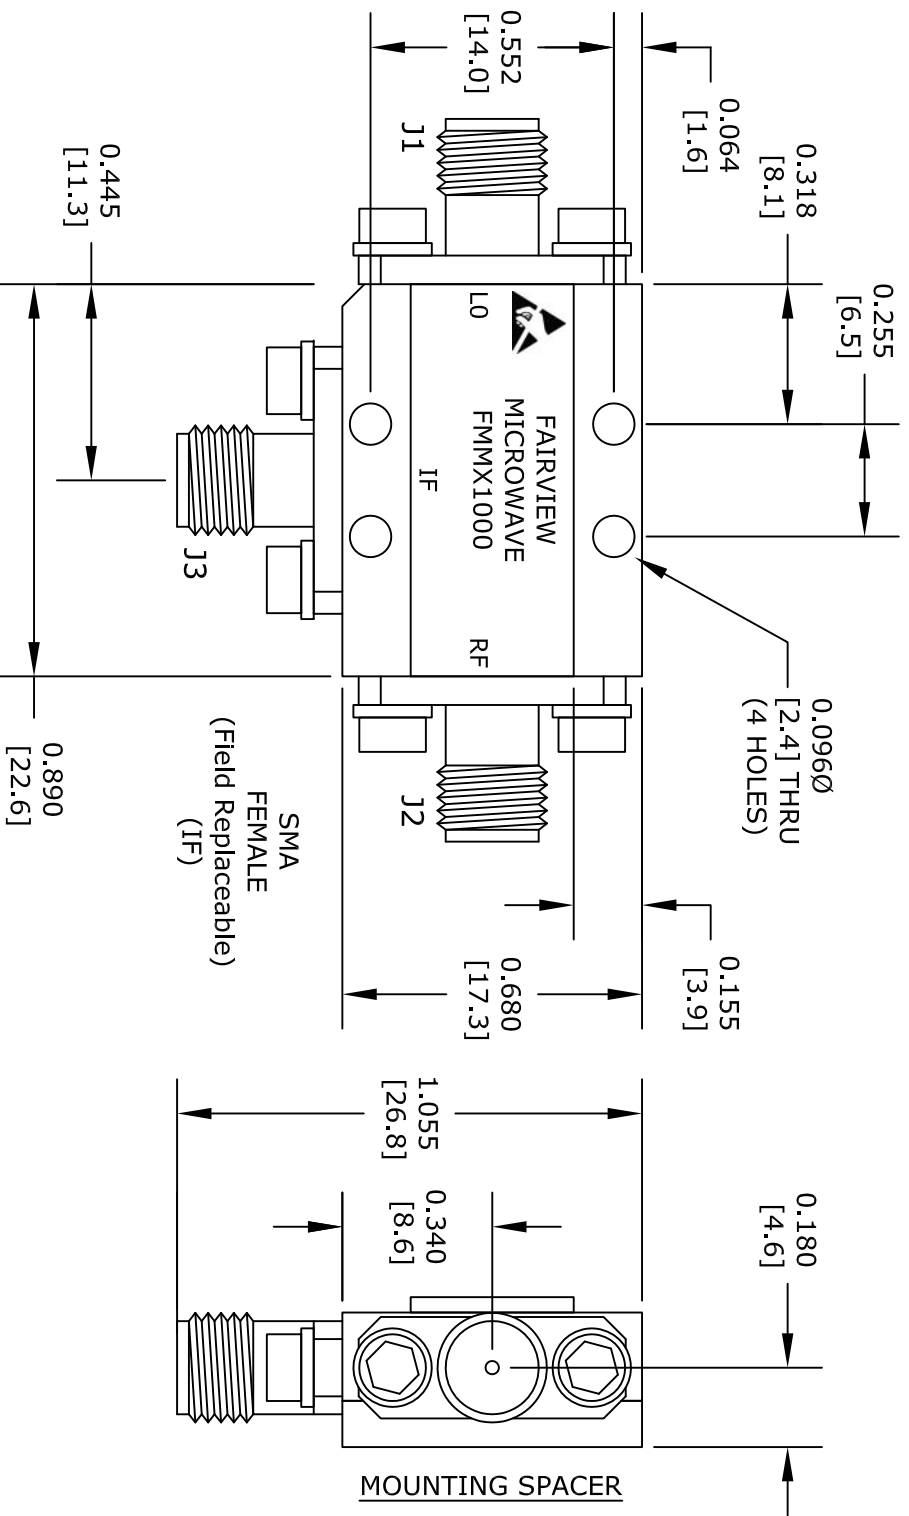 0.552
[14.0]
0.064
[1.6]
0.318
[8.1]
0.255
[6.5]
J1
0.445
[11.3]
LO
FAIRVIEW
MICROWAVE
FMMX1000
IF
RF
J3
J2
0.096Ø
[2.4] THRU
(4 HOLES)
0.890
[22.6]
SMA
FEMALE
(Field Replaceable)
(IF)
0.155
[3.9]
0.680
[17.3]
1.055
[26.8]
0.340
[8.6]
0.180
[4.6]
MOUNTING SPACER